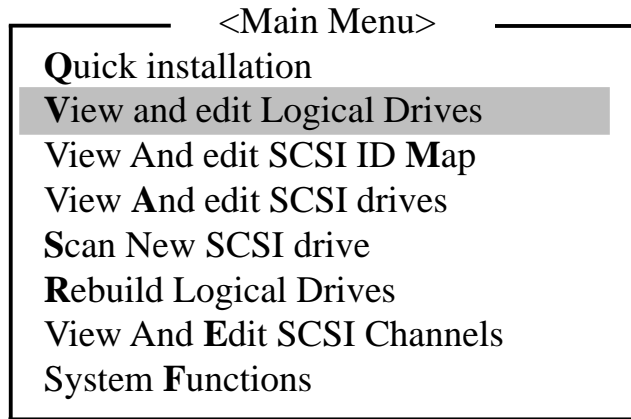 <Main Menu>
Quick installation
View and edit Logical Drives
View And edit SCSI ID Map
View And edit SCSI drives
Scan New SCSI drive
Rebuild Logical Drives
View And Edit SCSI Channels
System Functions